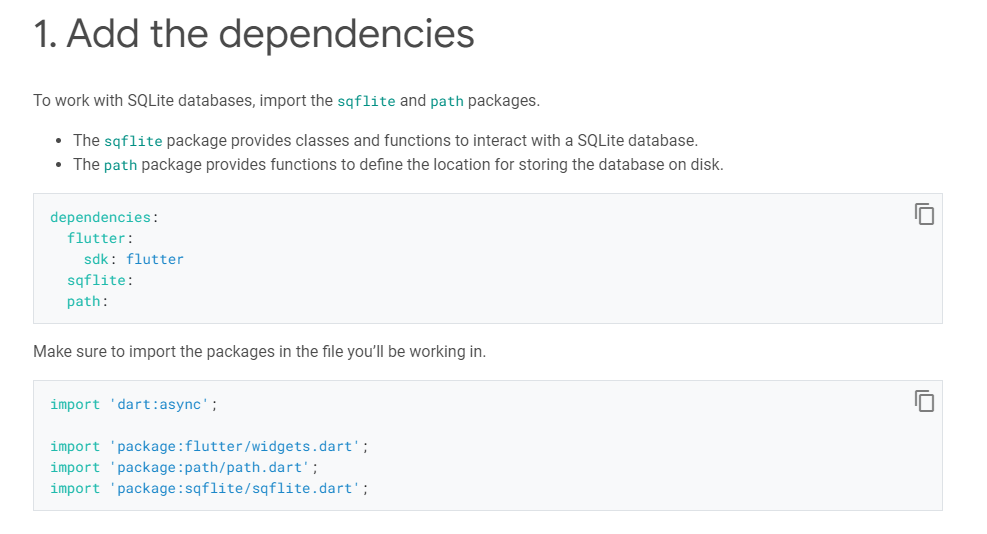 1. Add the dependencies
To work with SQLite databases, import the sqflite and path packages.
• The sqflite package provides classes and functions to interact with a SQLite database.
• The path package provides functions to define the location for storing the database on disk.
dependencies:
  flutter:
    sdk: flutter
  sqflite:
  path:
Make sure to import the packages in the file you’ll be working in.
import 'dart:async';
import 'package:flutter/widgets.dart';
import 'package:path/path.dart';
import 'package:sqflite/sqflite.dart';